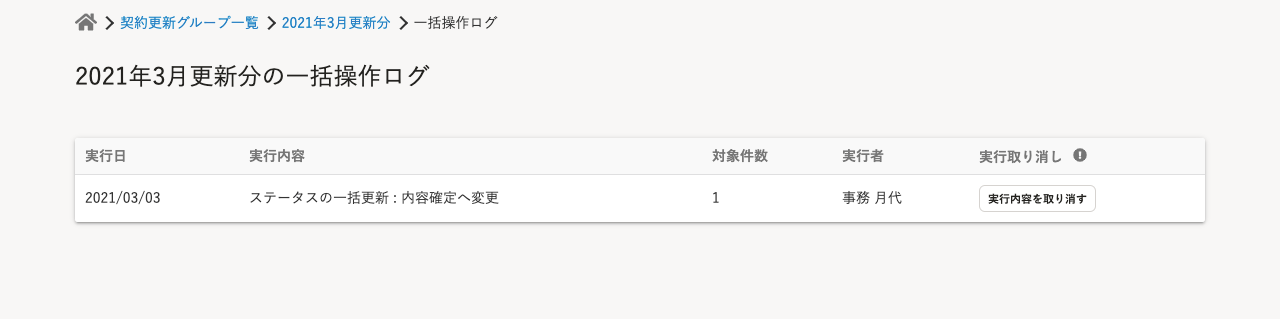 契約更新グループ一覧 2021年3月更新分 一括操作ログ
2021年3月更新分の一括操作ログ
実行日 実行内容 対象件数 実行者 実行取り消し
2021/03/03 ステータスの一括更新 : 内容確定へ変更 1 事務 月代 実行内容を取り消す